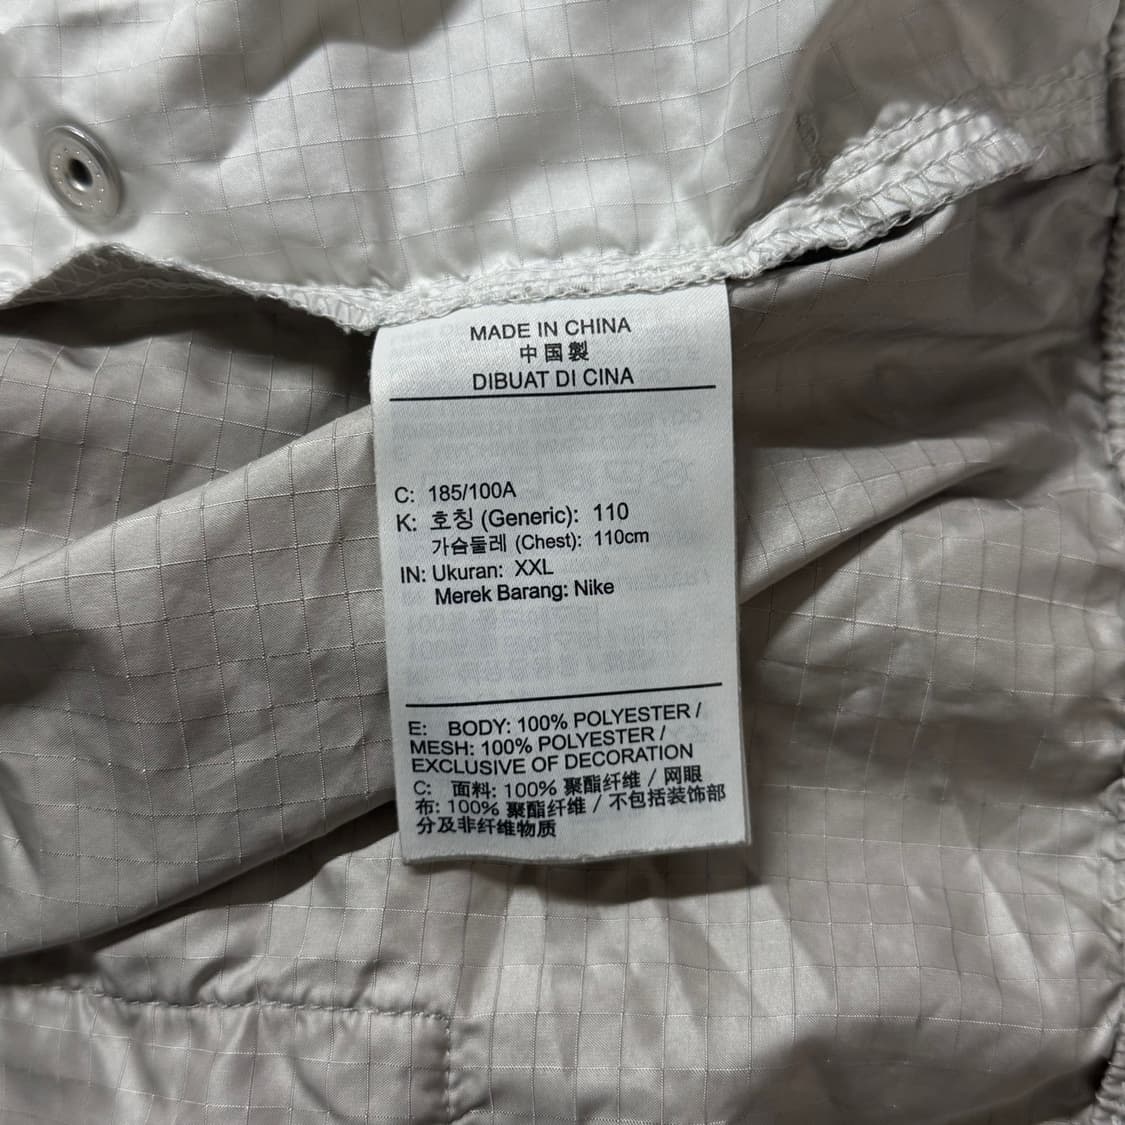 MADE IN CHINA
中国製
DIBUAT DI CINA
C: 185/100A
K: 호칭 (Generic): 110
가슴둘레 (Chest): 110cm
IN: Ukuran: XXL
Merek Barang: Nike
E: BODY: 100% POLYESTER /
MESH: 100% POLYESTER /
EXCLUSIVE OF DECORATION
C: 面料: 100% 聚酯纤维 / 网眼
布: 100% 聚酯纤维 / 不包括装饰部
分及非纤维物质